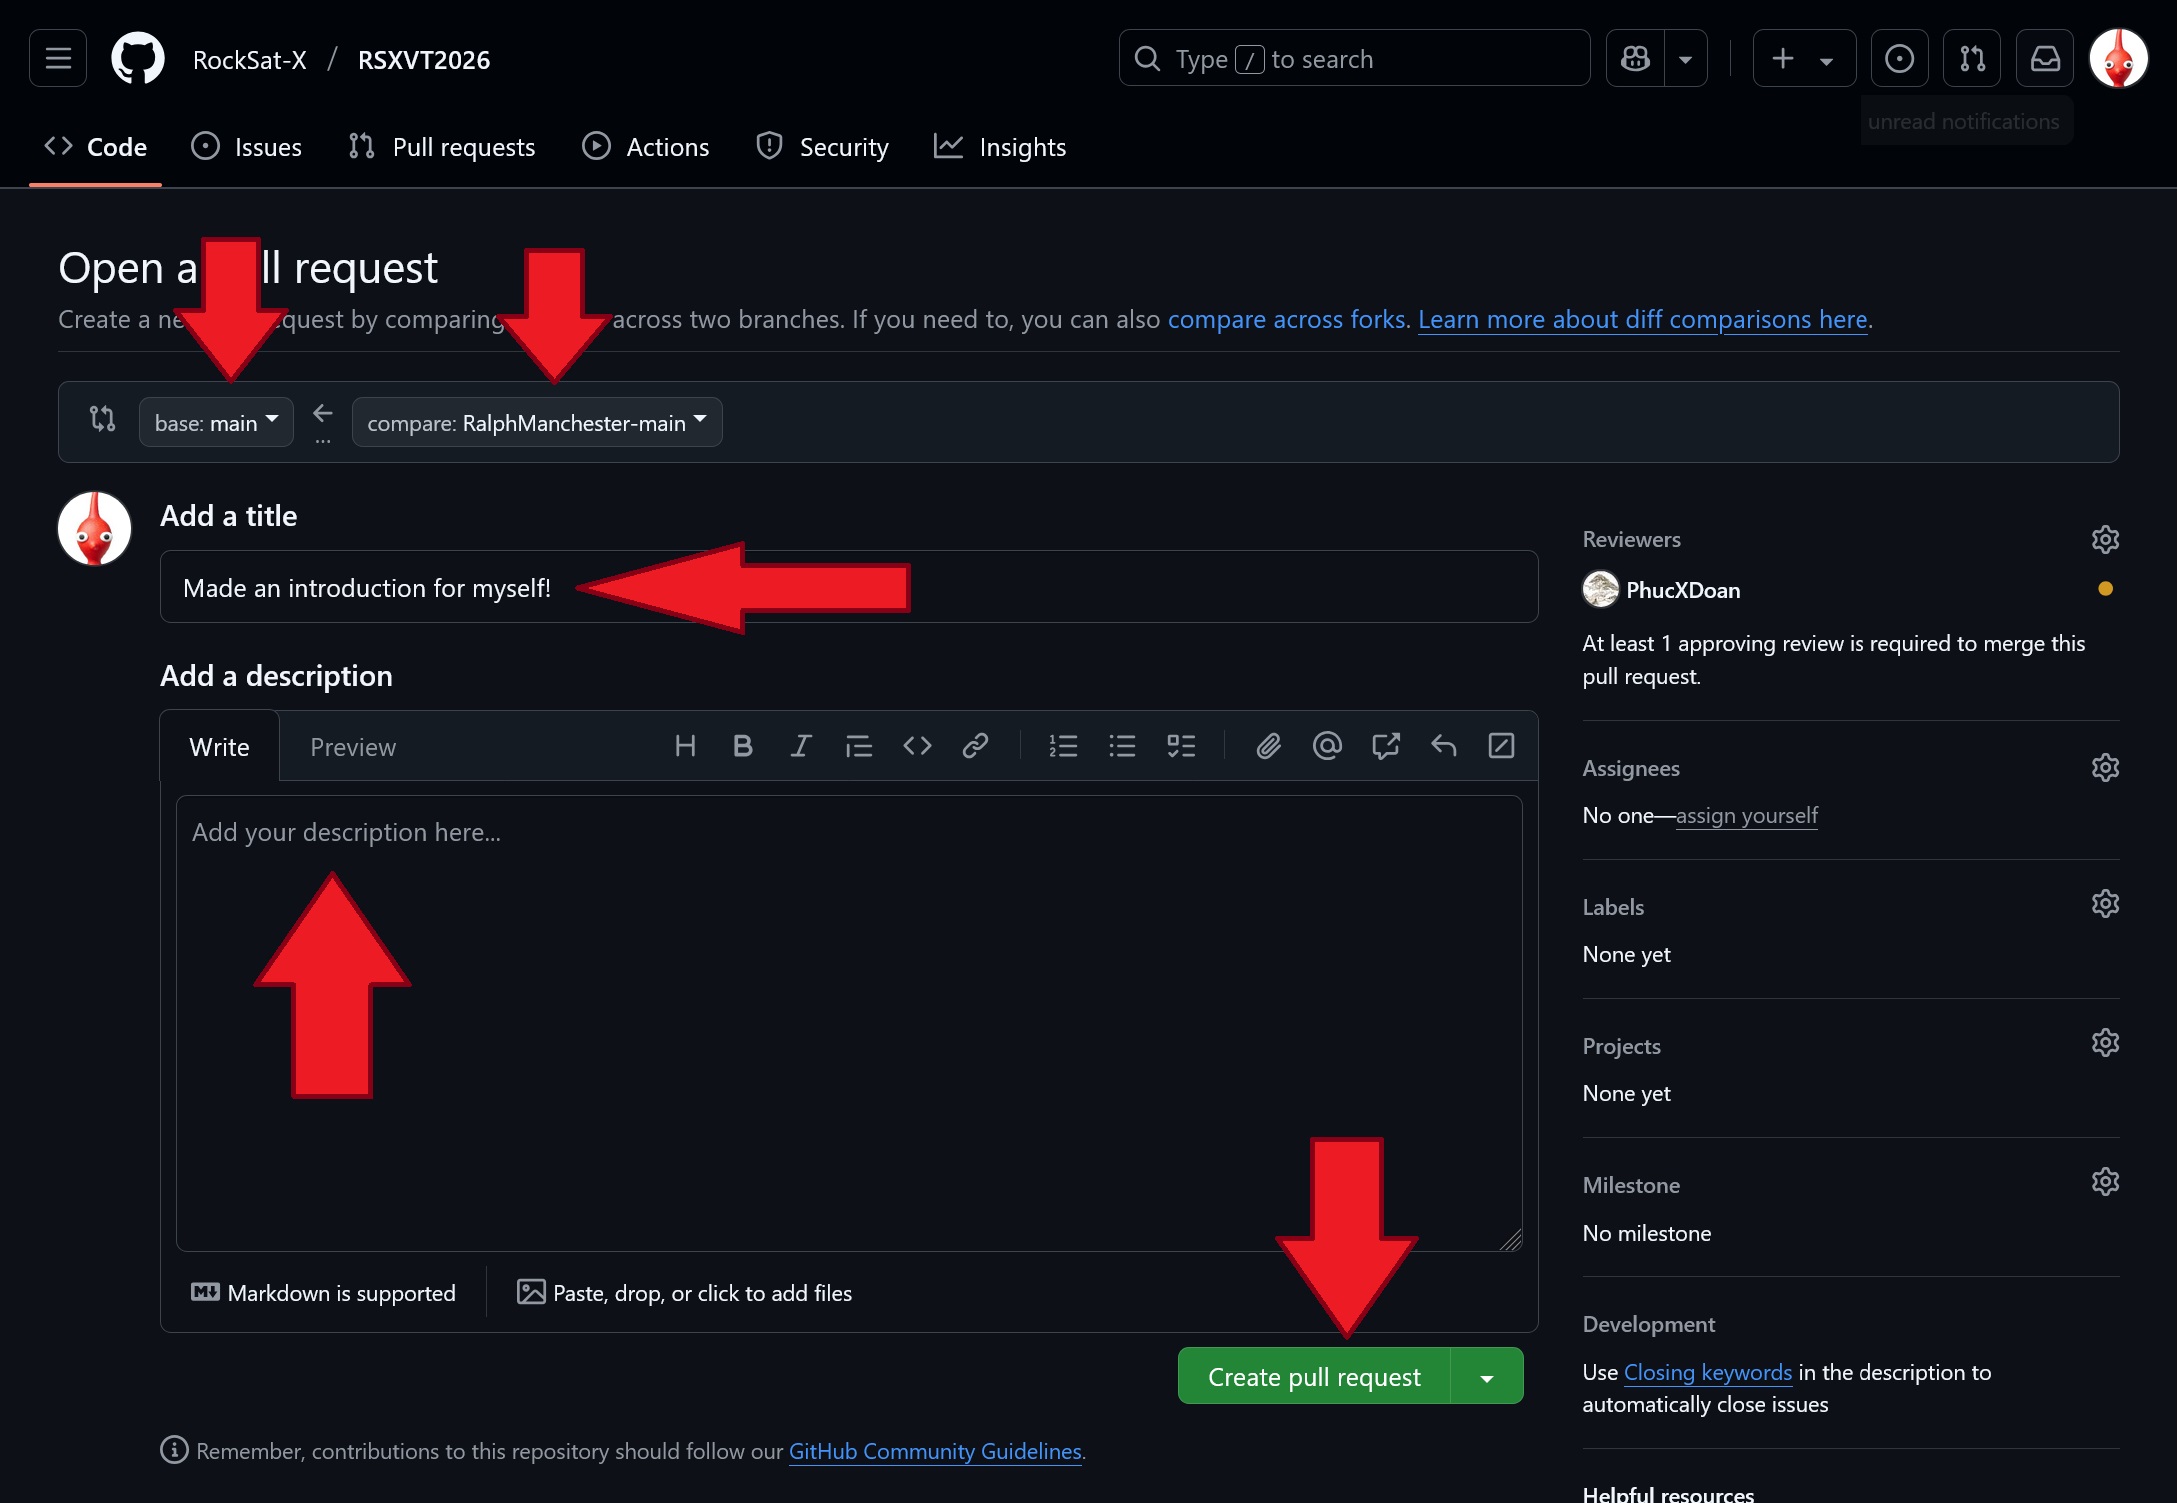 RockSat-X / RSXVT2026
Type / to search
Code Issues Pull requests Actions Security Insights
unread notifications
Open a ll request
Create a ne quest by comparing across two branches. If you need to, you can also compare across forks. Learn more about diff comparisons here.
base: main
...
compare: RalphManchester-main
Add a title
Made an introduction for myself!
Add a description
Write Preview
Add your description here...
Markdown is supported
Paste, drop, or click to add files
Create pull request
Remember, contributions to this repository should follow our GitHub Community Guidelines.
Reviewers
PhucXDoan
At least 1 approving review is required to merge this
pull request.
Assignees
No one—assign yourself
Labels
None yet
Projects
None yet
Milestone
No milestone
Development
Use Closing keywords in the description to
automatically close issues
Helpful resources